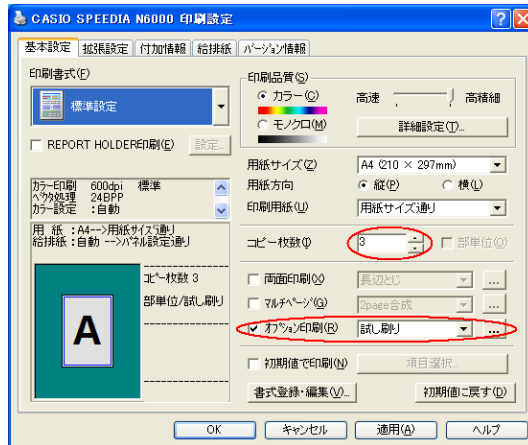 CASIO SPEEDIA N6000 印刷設定
基本設定 拡張設定 付加情報 給排紙 バージョン情報
印刷書式(F)
標準設定
REPORT HOLDER印刷(E) 設定...
カラー印刷 600dpi 標準
ベクタ処理 24BPP
カラー設定 :自動
用 紙 :A4-->用紙サイズ通り
給排紙 :自動 -->パネル設定通り
コピー枚数 3
部単位/試し刷り
A
印刷品質(S)
カラー(C)
高速 高精細
モノクロ(M)
詳細設定(T)...
用紙サイズ(Z) A4 (210 × 297mm)
用紙方向 縦(P) 横(L)
印刷用紙(U) 用紙サイズ通り
コピー枚数(I) 3 部単位(O)
両面印刷(X) 長辺とじ ...
マルチページ(G) 2page合成 ...
オプション印刷(R) 試し刷り ...
初期値で印刷(N) 項目選択...
書式登録・編集(V)... 初期値に戻す(D)
OK キャンセル 適用(A) ヘルプ